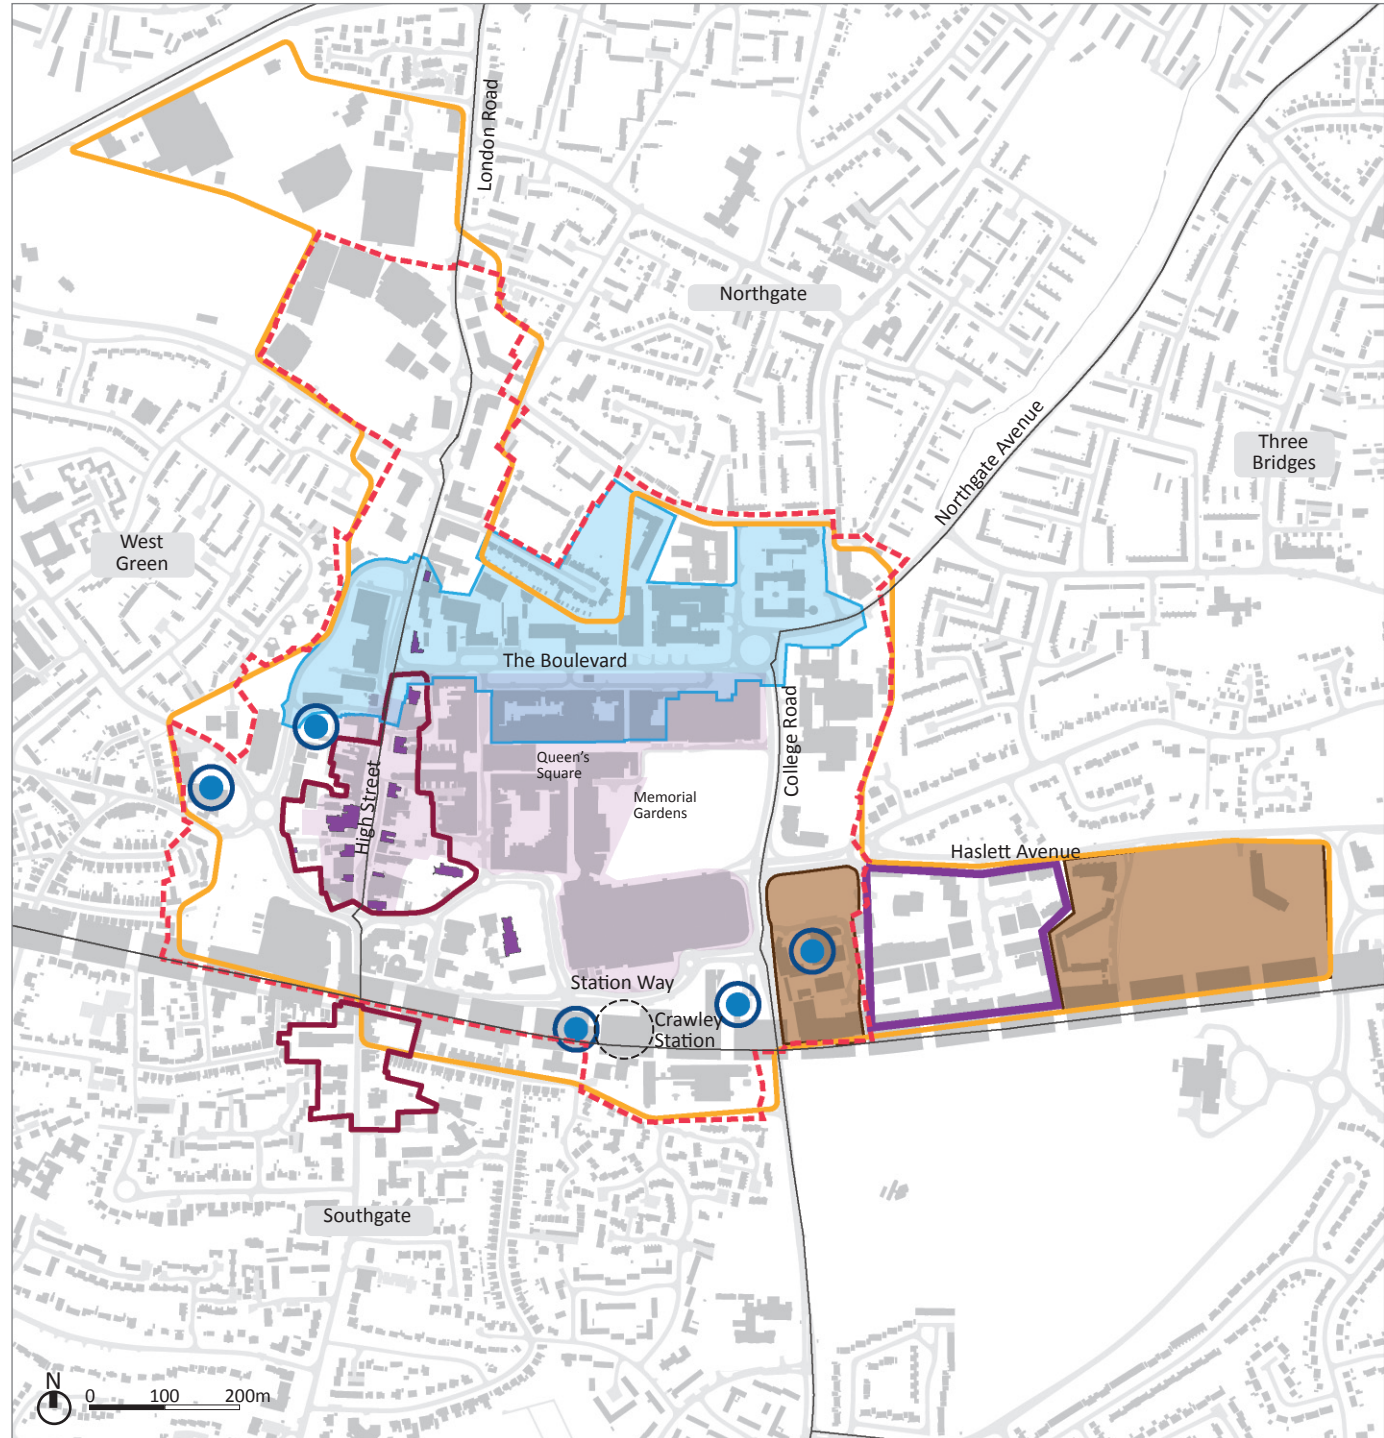 London Road
Northgate
Northgate Avenue
Three
Bridges
West
Green
The Boulevard
College Road
Queen's
Square
Memorial
Gardens
High Street
Haslett Avenue
Station Way
Crawley
Station
Southgate
N
0 100 200m